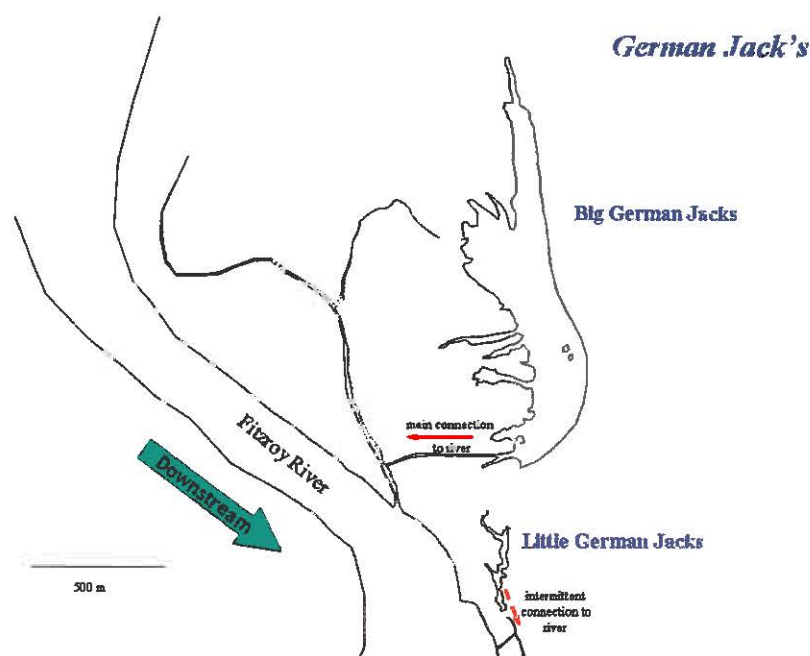 German Jack's
Big German Jacks
main connection
to river
Fitzroy River
Downstream
Little German Jacks
500 m
intermittent
connection to
river